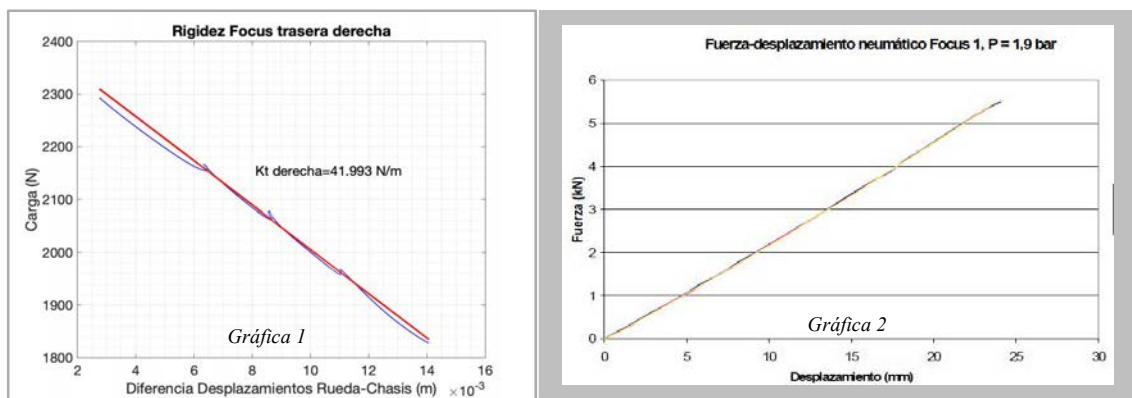 Rigidez Focus trasera derecha
2400
2300
2200
2100
2000
1900
1800
Carga (N)
Kt derecha=41.993 N/m
Gráfica 1
2 4 6 8 10 12 14 16
Diferencia Desplazamientos Rueda-Chasis (m) ×10⁻³
Fuerza-desplazamiento neumático Focus 1, P = 1,9 bar
6
5
4
3
2
1
0
Fuerza (kN)
Gráfica 2
0 5 10 15 20 25 30
Desplazamiento (mm)